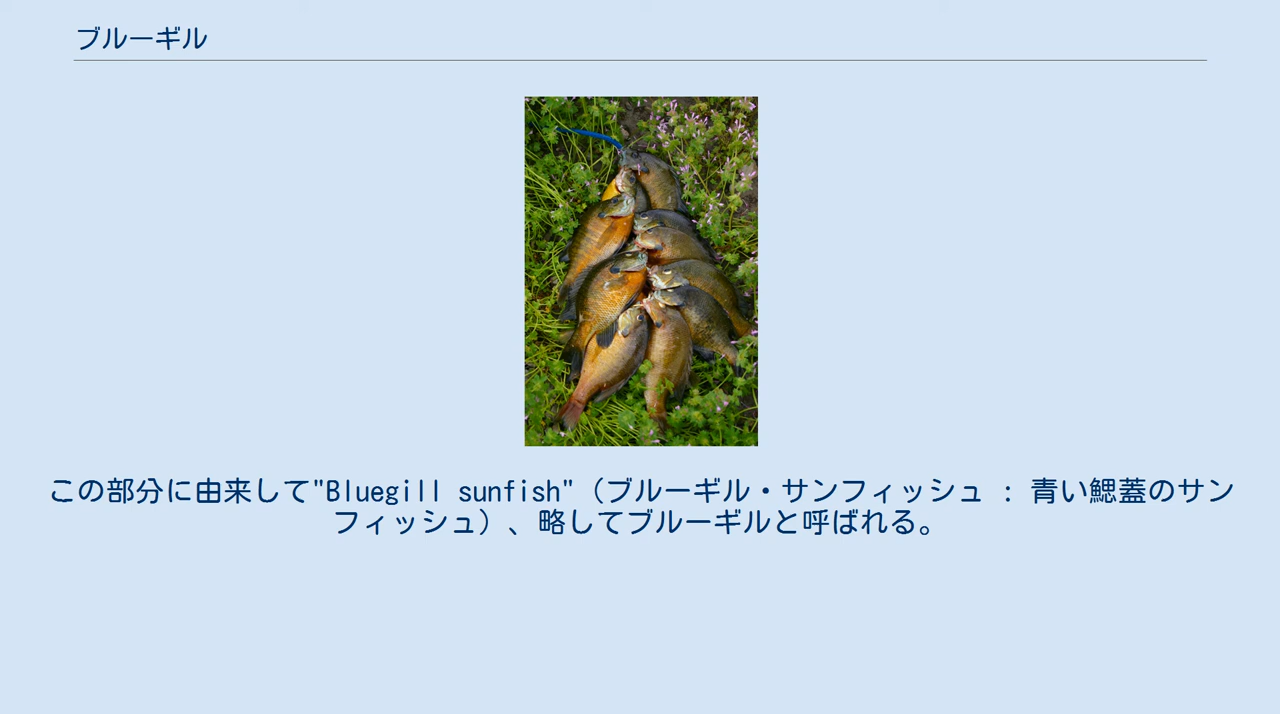 ブルーギル
この部分に由来して"Bluegill sunfish"（ブルーギル・サンフィッシュ : 青い鰓蓋のサン
フィッシュ）、略してブルーギルと呼ばれる。